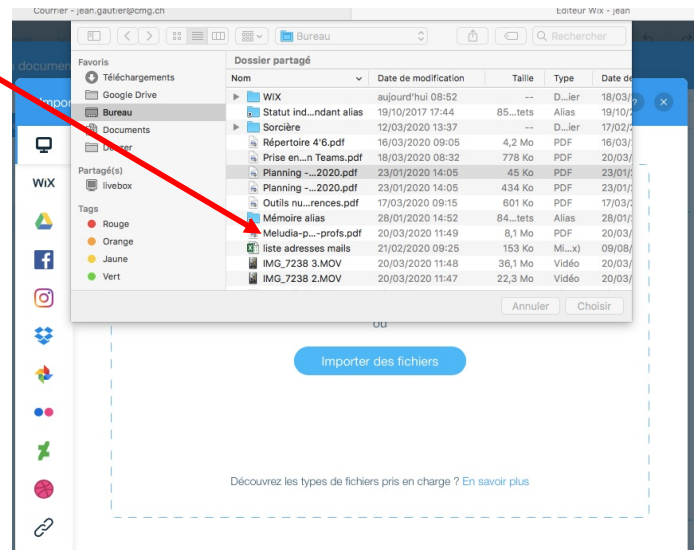 Courrier - jean.gautier@cmg.ch
Éditeur Wix - jean
Bureau
Rechercher
documen
Impor
?
Favoris
Téléchargements
Google Drive
Bureau
Documents
Partagé(s)
livebox
Tags
Rouge
Orange
Jaune
Vert
Dossier partagé
Nom Date de modification Taille Type Date de
WIX aujourd'hui 08:52 -- D...ier 18/03/
Statut ind...ndant alias 19/10/2017 17:44 85...tets Alias 19/10/
Sorcière 12/03/2020 13:37 -- D...ier 17/02/
Répertoire 4'6.pdf 16/03/2020 09:05 4,2 Mo PDF 16/03/
Prise en...n Teams.pdf 18/03/2020 08:32 778 Ko PDF 20/03/
Planning -...2020.pdf 23/01/2020 14:05 45 Ko PDF 23/01/
Planning -...2020.pdf 23/01/2020 14:05 434 Ko PDF 23/01/
Outils nu...rences.pdf 17/03/2020 09:15 601 Ko PDF 17/03/
Mémoire alias 28/01/2020 14:52 84...tets Alias 28/01/
Meludia-p...-profs.pdf 20/03/2020 11:49 8,1 Mo PDF 20/03/
liste adresses mails 21/02/2020 09:25 153 Ko Mi...x) 09/08/
IMG_7238 3.MOV 20/03/2020 11:48 36,1 Mo Vidéo 20/03/
IMG_7238 2.MOV 20/03/2020 11:47 22,3 Mo Vidéo 20/03/
Annuler Choisir
WiX
ou
Importer des fichiers
Découvrez les types de fichiers pris en charge ? En savoir plus